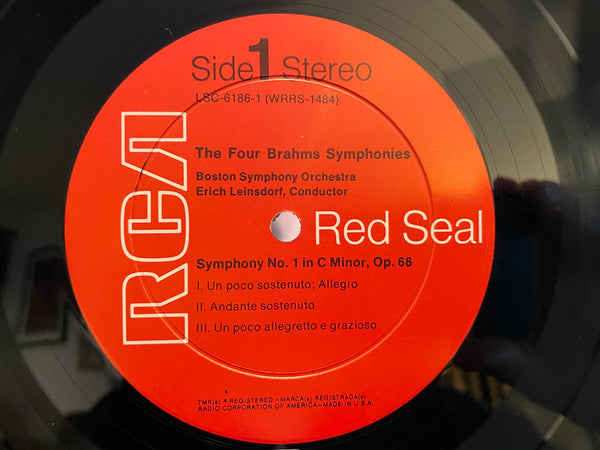 Side 1 Stereo
LSC-6186-1 (WRRS-1484)
RCA
The Four Brahms Symphonies
Boston Symphony Orchestra
Erich Leinsdorf, Conductor
Red Seal
Symphony No. 1 in C Minor, Op. 68
I. Un poco sostenuto; Allegro
II. Andante sostenuto
III. Un poco allegretto e grazioso
TMK(s) ® REGISTERED - MARCA(s) REGISTRADA(s)
RADIO CORPORATION OF AMERICA—MADE IN U.S.A.